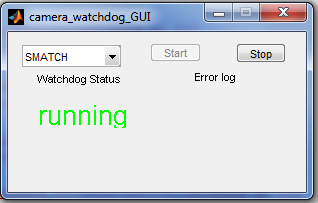 camera_watchdog_GUI
SMATCH Start Stop
Watchdog Status Error log
running